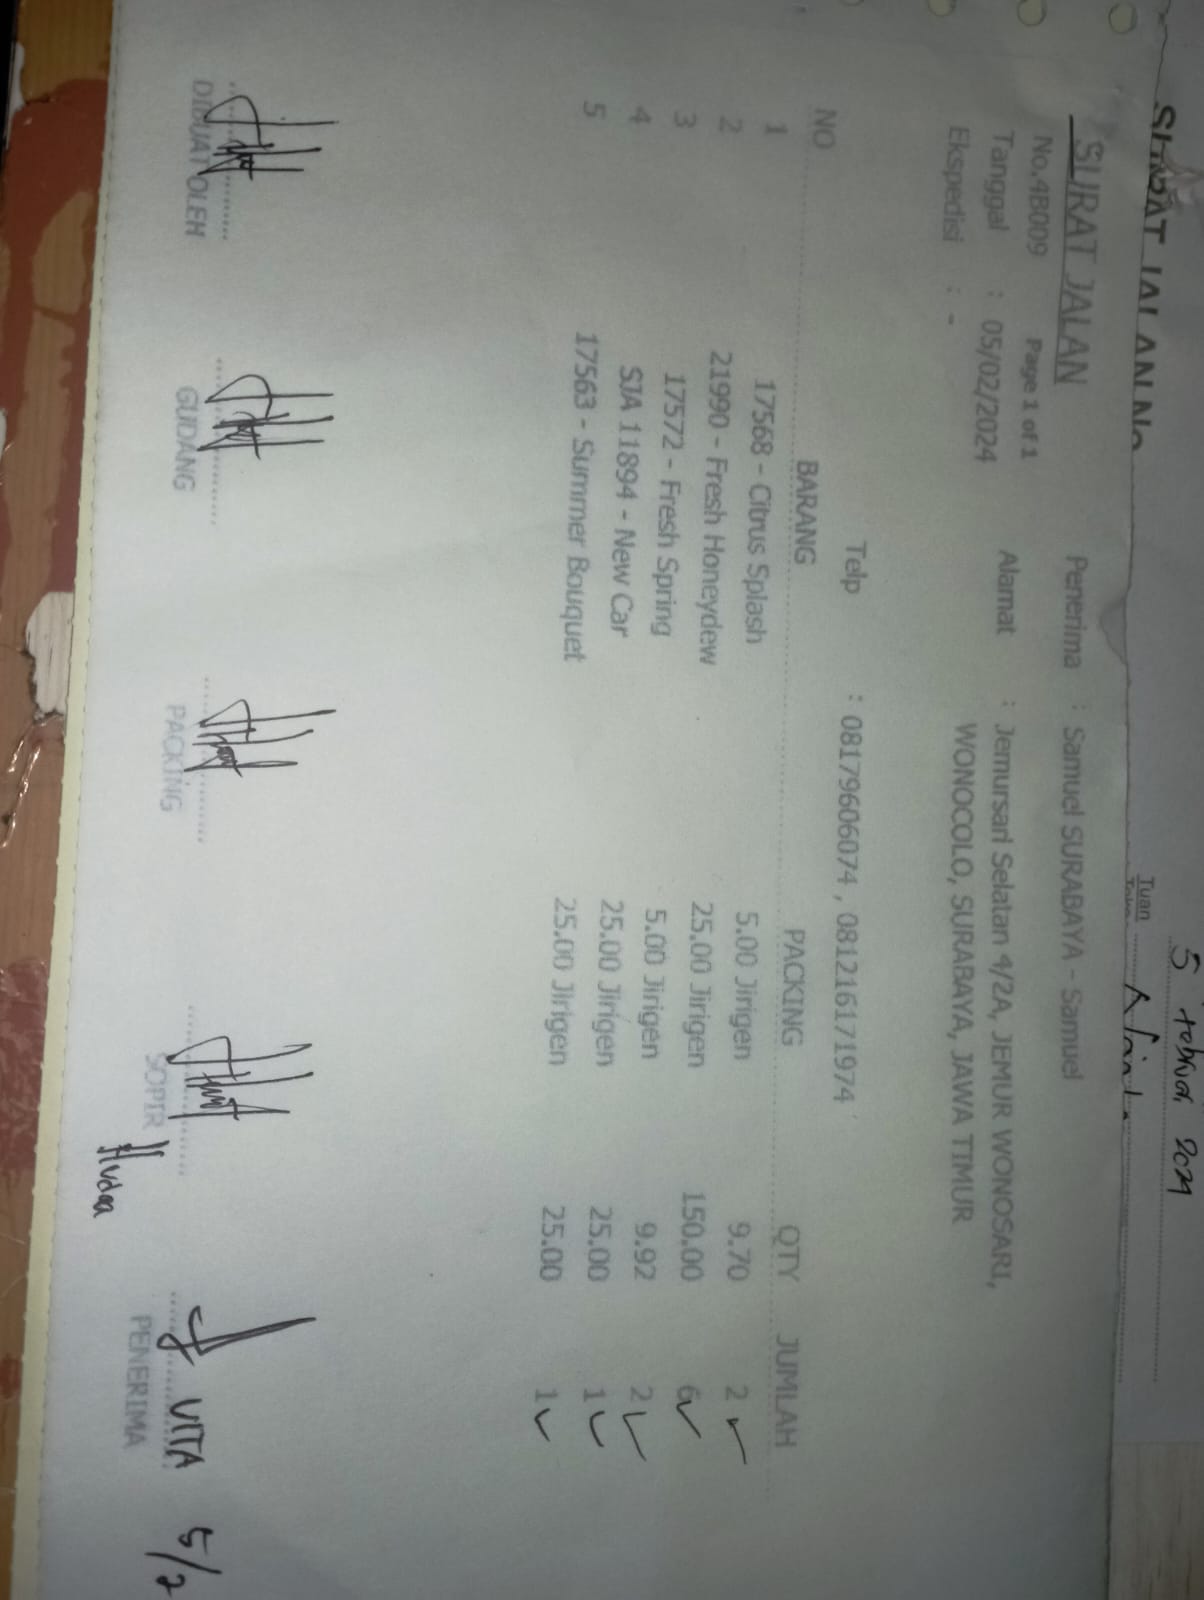 SURAT JALAN No
5 februari 2024
Tuan
SURAT JALAN
No.4B009 Page 1 of 1
Tanggal : 05/02/2024
Ekspedisi : -
Penerima : Samuel SURABAYA - Samuel
Alamat : Jemursari Selatan 4/2A, JEMUR WONOSARI,
WONOCOLO, SURABAYA, JAWA TIMUR
Telp : 08179606074 , 081216171974
NO BARANG PACKING QTY JUMLAH
1 17568 - Citrus Splash 5.00 Jirigen 9.70 2 ✓
2 21990 - Fresh Honeydew 25.00 Jirigen 150.00 6 ✓
3 17572 - Fresh Spring 5.00 Jirigen 9.92 2 ✓
4 SJA 11894 - New Car 25.00 Jirigen 25.00 1 ✓
5 17563 - Summer Bouquet 25.00 Jirigen 25.00 1 ✓
VITA 5/2
DIBUAT OLEH GUDANG PACKING SOPIR PENERIMA